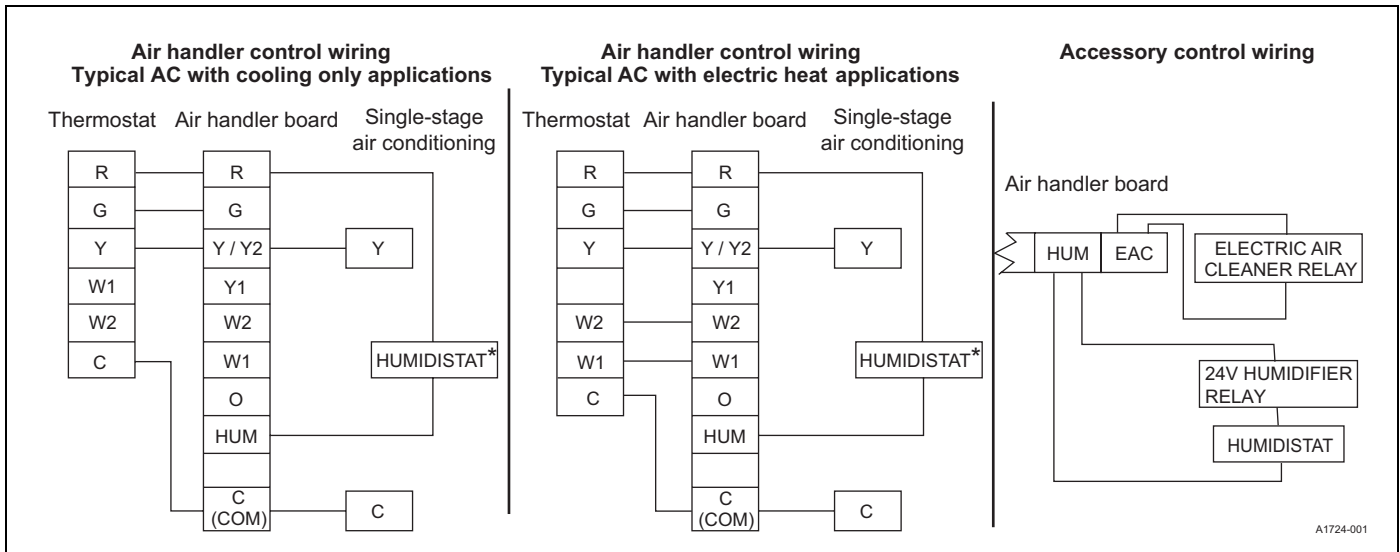 Air handler control wiring
Typical AC with cooling only applications
Thermostat
Air handler board
Single-stage
air conditioning
R
G
Y
W1
W2
C
R
G
Y / Y2
Y1
W2
W1
O
HUM
C
(COM)
Y
HUMIDISTAT*
C
Air handler control wiring
Typical AC with electric heat applications
Thermostat
Air handler board
Single-stage
air conditioning
R
G
Y
W2
W1
C
R
G
Y / Y2
Y1
W2
W1
O
HUM
C
(COM)
Y
HUMIDISTAT*
C
Accessory control wiring
Air handler board
HUM
EAC
ELECTRIC AIR
CLEANER RELAY
24V HUMIDIFIER
RELAY
HUMIDISTAT
A1724-001